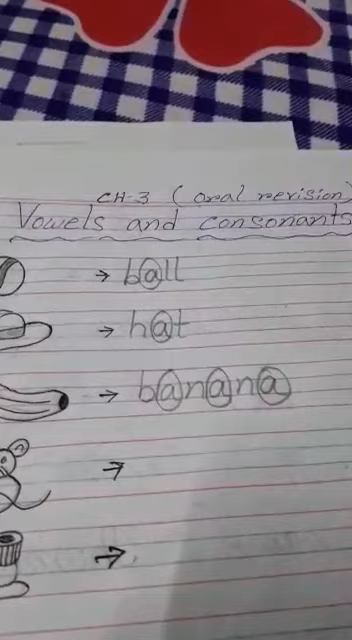 CH-3 (Oral revision)
Vowels and consonants
→ ball
→ hat
→ banana
→
→